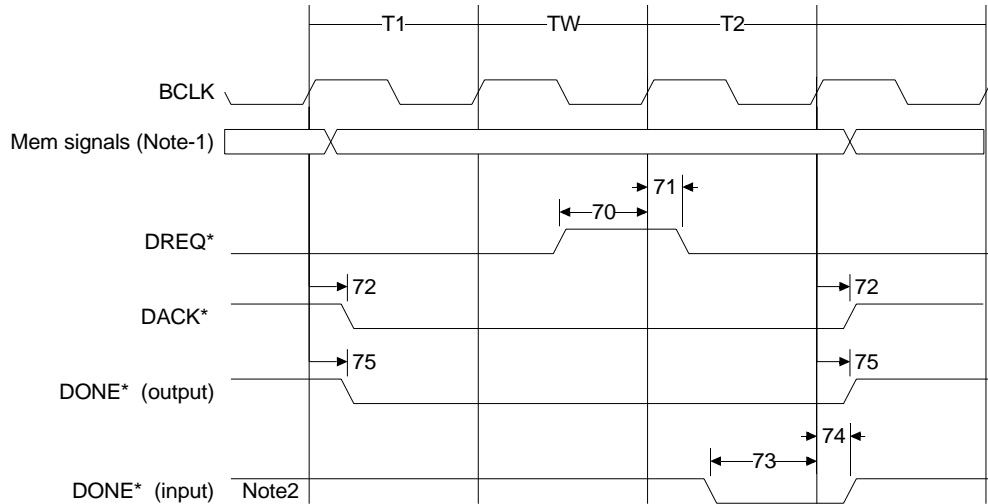 T1 TW T2
BCLK
Mem signals (Note-1)
71
70
DREQ*
72 72
DACK*
75 75
DONE* (output)
74
73
DONE* (input) Note2